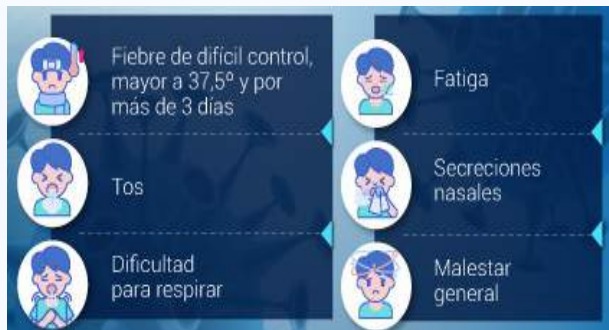 Fiebre de difícil control,
mayor a 37,5º y por
más de 3 días
Tos
Dificultad
para respirar
Fatiga
Secreciones
nasales
Malestar
general